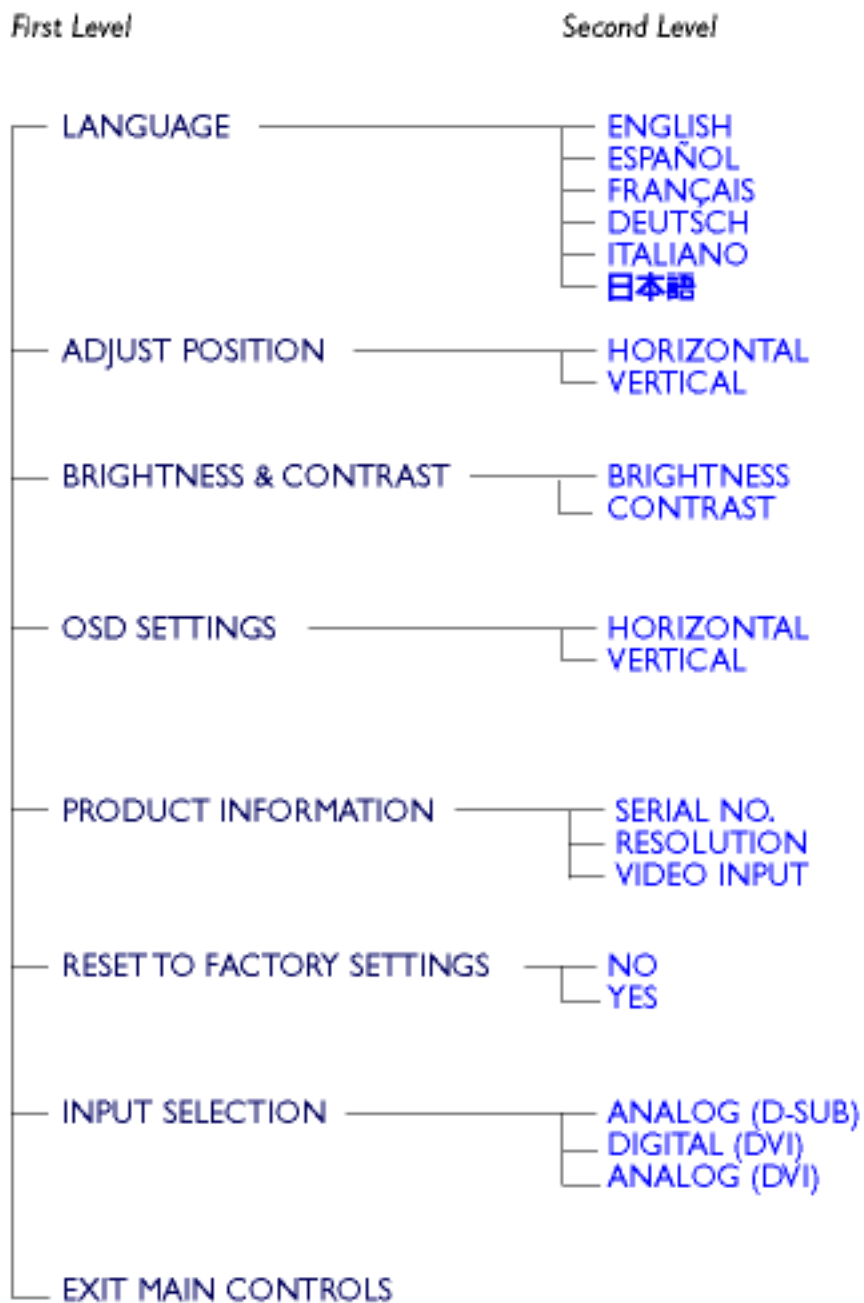 First Level Second Level
LANGUAGE ENGLISH
ESPAÑOL
FRANÇAIS
DEUTSCH
ITALIANO
日本語
ADJUST POSITION HORIZONTAL
VERTICAL
BRIGHTNESS & CONTRAST BRIGHTNESS
CONTRAST
OSD SETTINGS HORIZONTAL
VERTICAL
PRODUCT INFORMATION SERIAL NO.
RESOLUTION
VIDEO INPUT
RESET TO FACTORY SETTINGS NO
YES
INPUT SELECTION ANALOG (D-SUB)
DIGITAL (DVI)
ANALOG (DVI)
EXIT MAIN CONTROLS